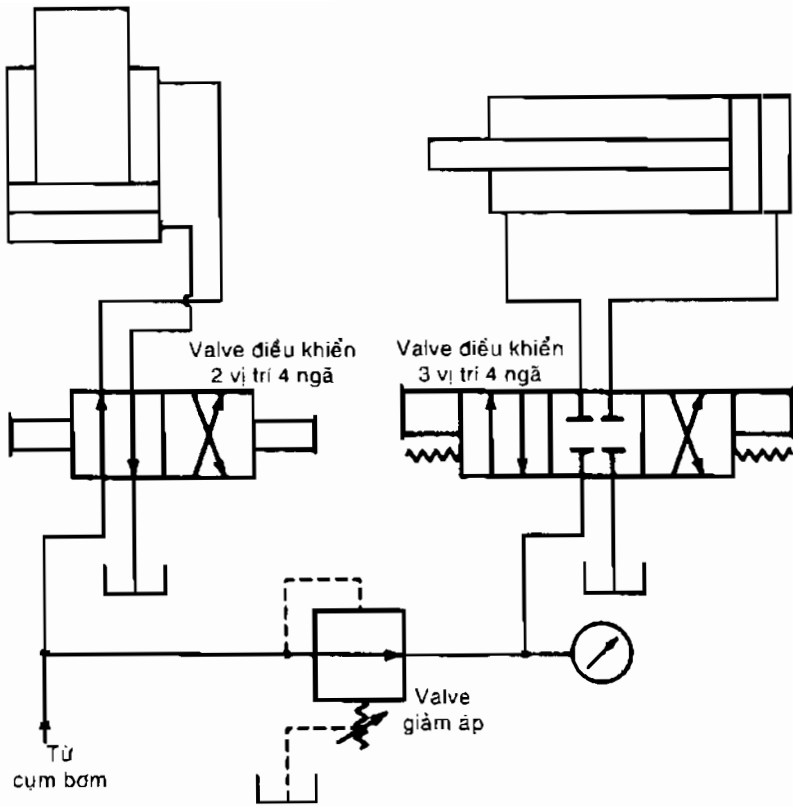 Valve điều khiển
2 vị trí 4 ngã
Valve điều khiển
3 vị trí 4 ngã
Valve
giảm áp
Từ
cụm bơm